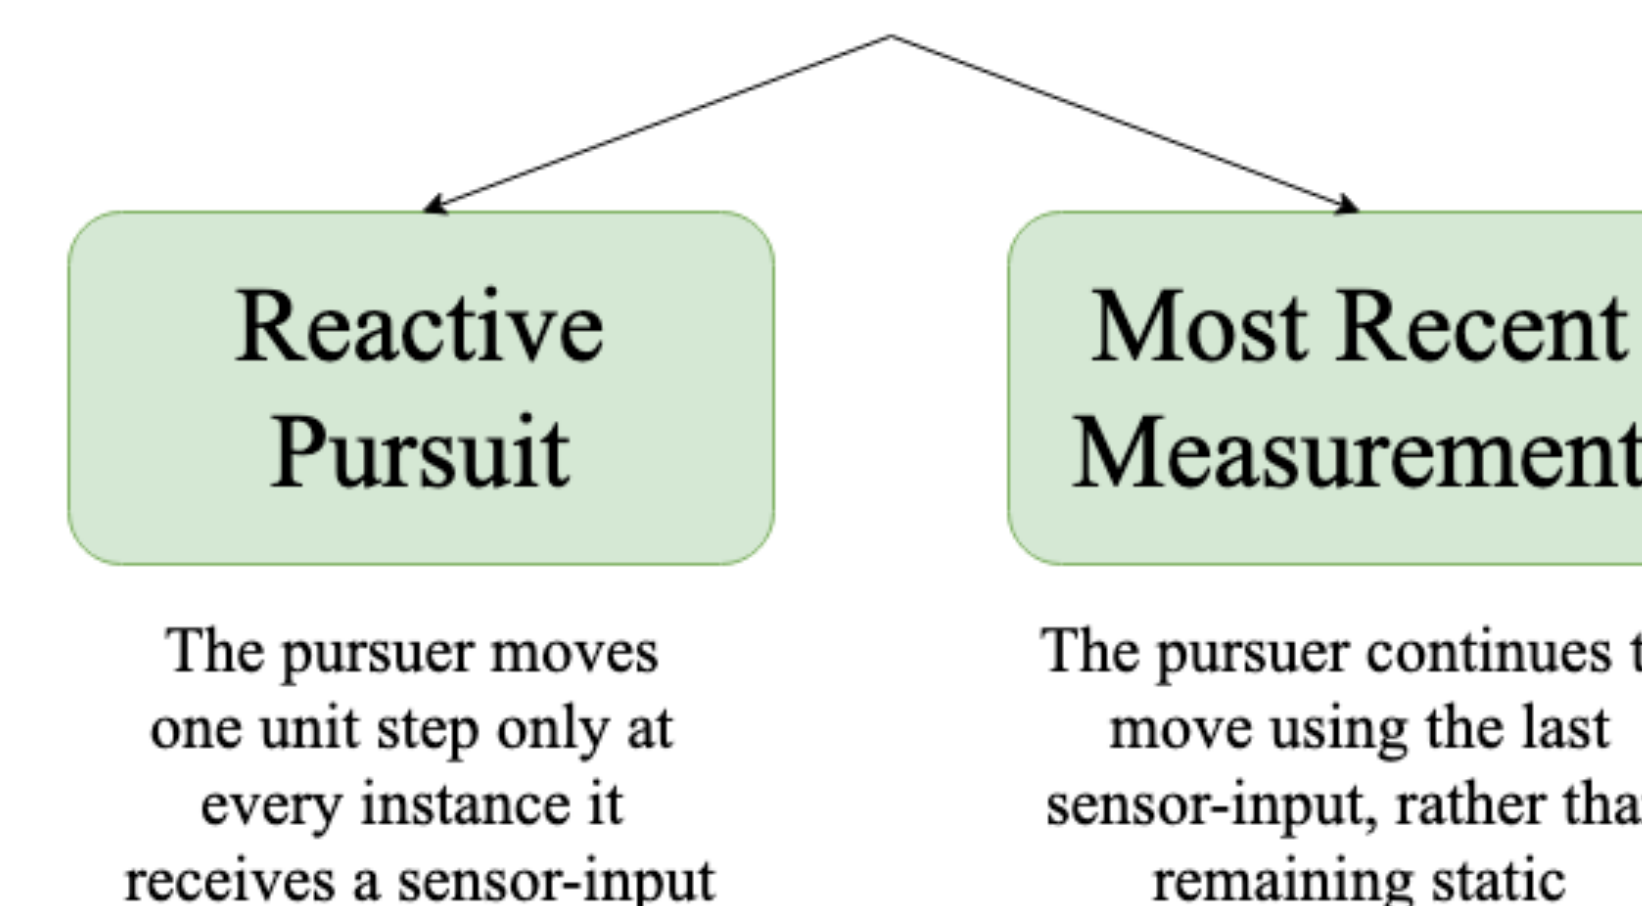 Reactive
Pursuit
Most Recent
Measurement
The pursuer moves
one unit step only at
every instance it
receives a sensor-input
The pursuer continues
move using the last
sensor-input, rather
remaining static